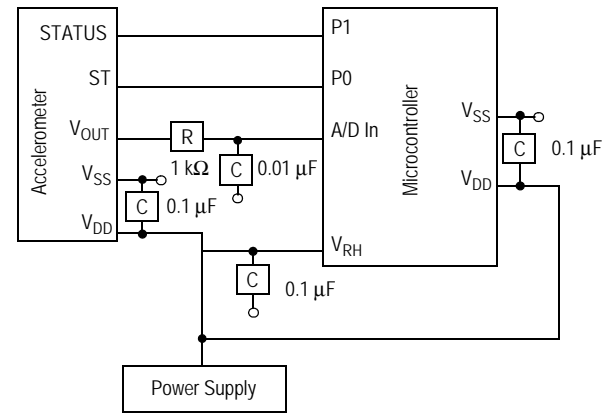 STATUS
ST
V_OUT
V_SS
V_DD
Accelerometer
R
1 kΩ
C
0.01 µF
C
0.1 µF
P1
P0
A/D In
V_RH
Microcontroller
V_SS
V_DD
C
0.1 µF
C
0.1 µF
Power Supply